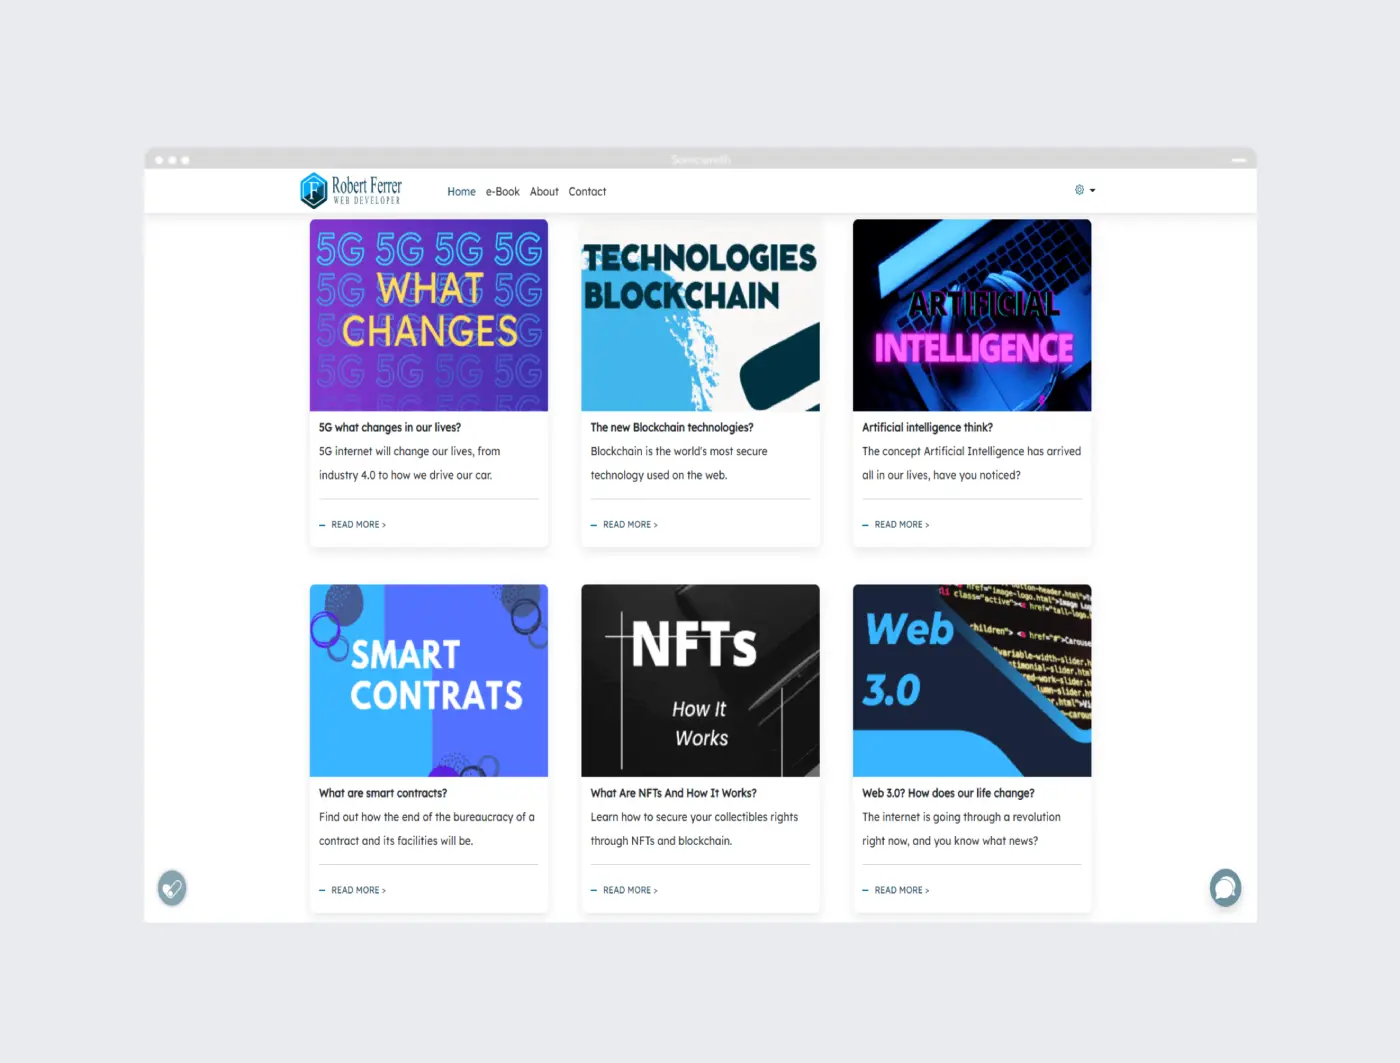 F Robert Ferrer
WEB DEVELOPER
Home e-Book About Contact
5G 5G 5G 5G
5G WHAT 5G 5G
CHANGES
5G 5G 5G 5G
TECHNOLOGIES
BLOCKCHAIN
ARTIFICIAL
INTELLIGENCE
5G what changes in our lives?
5G internet will change our lives, from
industry 4.0 to how we drive our car.
READ MORE >
The new Blockchain technologies?
Blockchain is the world's most secure
technology used on the web.
READ MORE >
Artificial intelligence think?
The concept Artificial Intelligence has arrived
all in our lives, have you noticed?
READ MORE >
SMART
CONTRATS
NFTs
How It
Works
Web
3.0
What are smart contracts?
Find out how the end of the bureaucracy of a
contract and its facilities will be.
READ MORE >
What Are NFTs And How It Works?
Learn how to secure your collectibles rights
through NFTs and blockchain.
READ MORE >
Web 3.0? How does our life change?
The internet is going through a revolution
right now, and you know what news?
READ MORE >